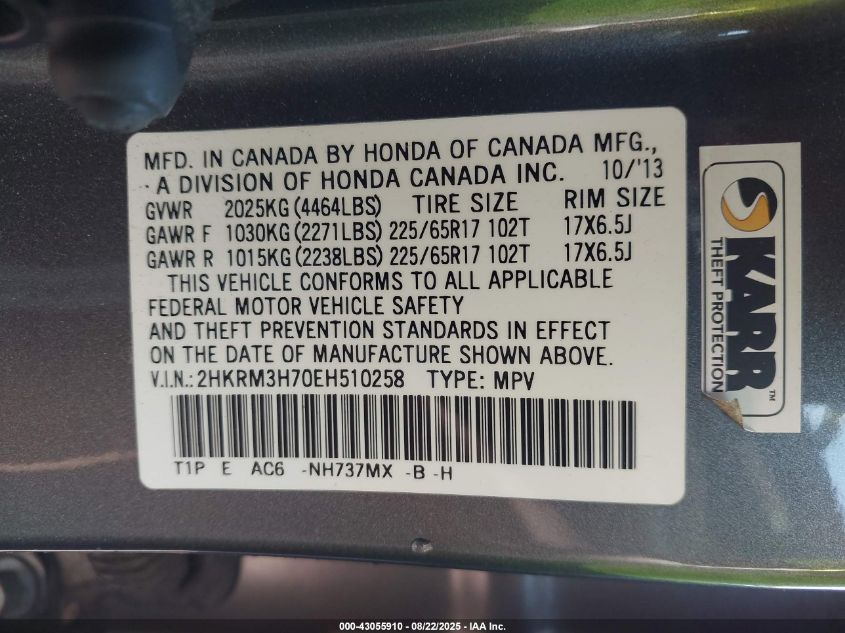 MFD. IN CANADA BY HONDA OF CANADA MFG.,
A DIVISION OF HONDA CANADA INC. 10/'13
GVWR 2025KG (4464LBS) TIRE SIZE RIM SIZE
GAWR F 1030KG (2271LBS) 225/65R17 102T 17X6.5J
GAWR R 1015KG (2238LBS) 225/65R17 102T 17X6.5J
THIS VEHICLE CONFORMS TO ALL APPLICABLE
FEDERAL MOTOR VEHICLE SAFETY
AND THEFT PREVENTION STANDARDS IN EFFECT
ON THE DATE OF MANUFACTURE SHOWN ABOVE.
V.I.N.: 2HKRM3H70EH510258 TYPE: MPV
T1P E AC6 -NH737MX -B -H
KARR™
THEFT PROTECTION
000-43055910 - 08/22/2025 - IAA Inc.